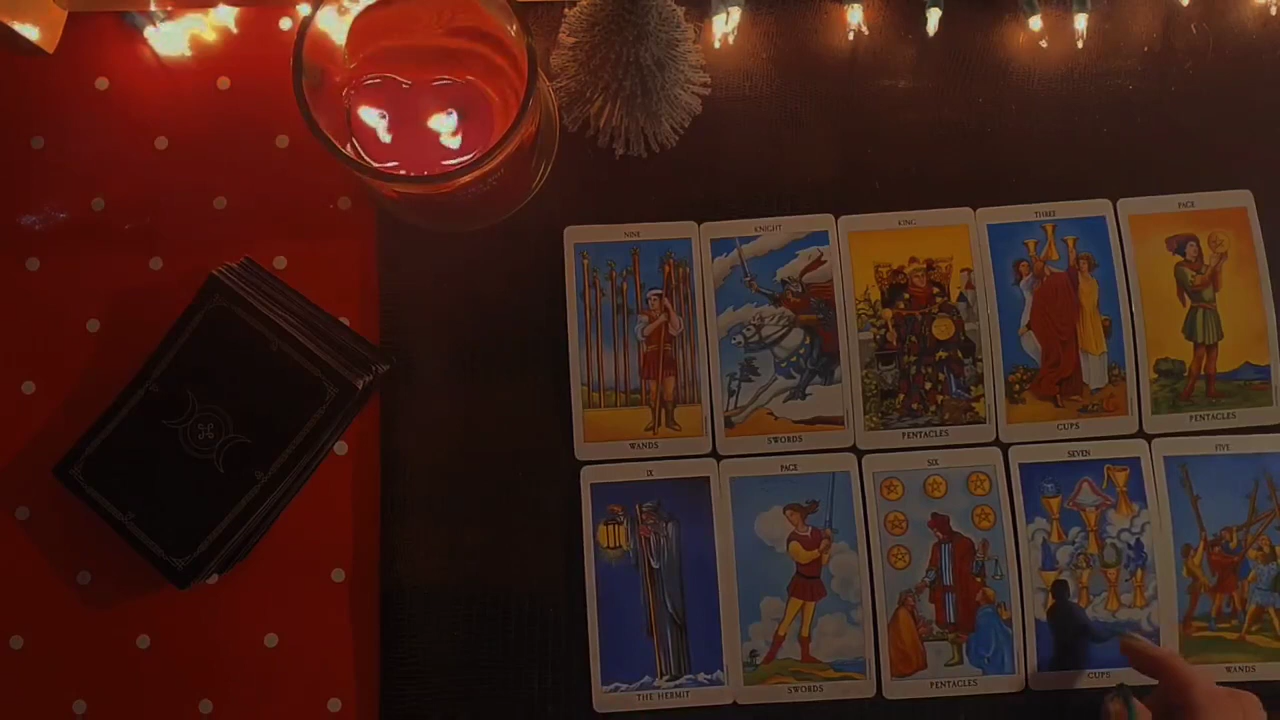 NINE
WANDS
KNIGHT
SWORDS
KING
PENTACLES
THREE
CUPS
PAGE
PENTACLES
IX
THE HERMIT
PAGE
SWORDS
SIX
PENTACLES
SEVEN
CUPS
FIVE
WANDS